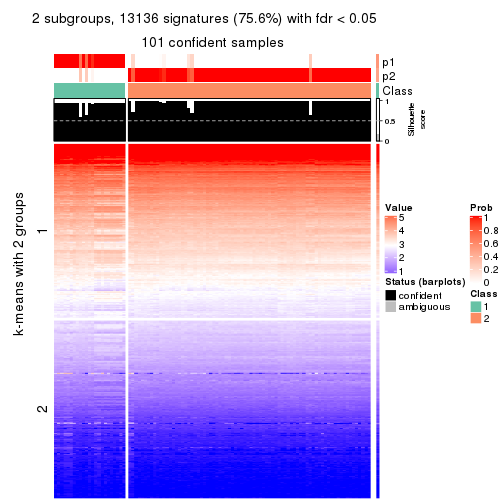 2 subgroups, 13136 signatures (75.6%) with fdr < 0.05
101 confident samples
p1
p2
Class
1
0.5
0
Silhouette
score
k-means with 2 groups
1
2
Value
5
4
3
2
1
Status (barplots)
confident
ambiguous
Prob
1
0.8
0.6
0.4
0.2
0
Class
1
2